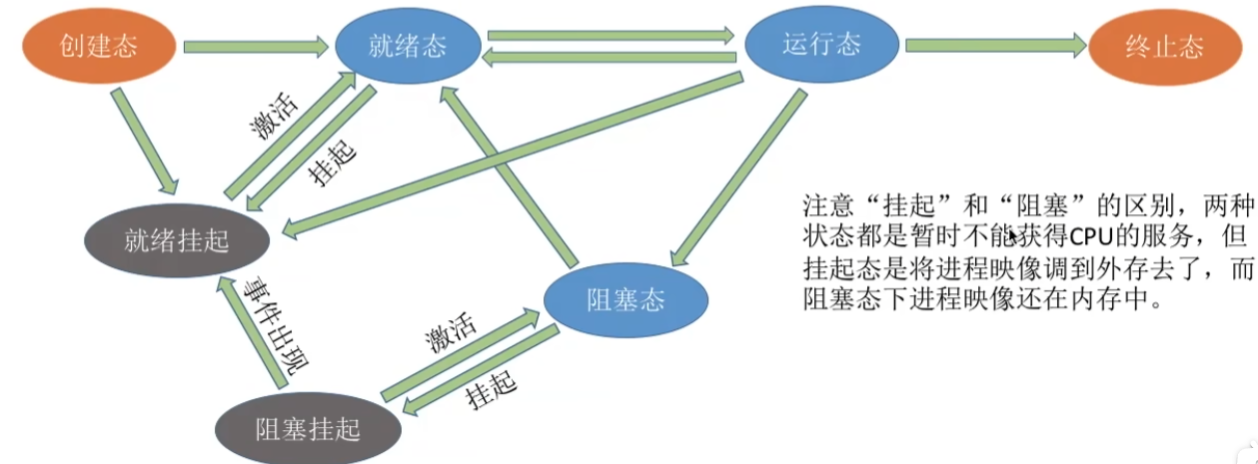 创建态
就绪态
运行态
终止态
激活
挂起
就绪挂起
注意“挂起”和“阻塞”的区别，两种
状态都是暂时不能获得CPU的服务，但
挂起态是将进程映像调到外存去了，而
阻塞态下进程映像还在内存中。
事件出现
阻塞态
激活
挂起
阻塞挂起